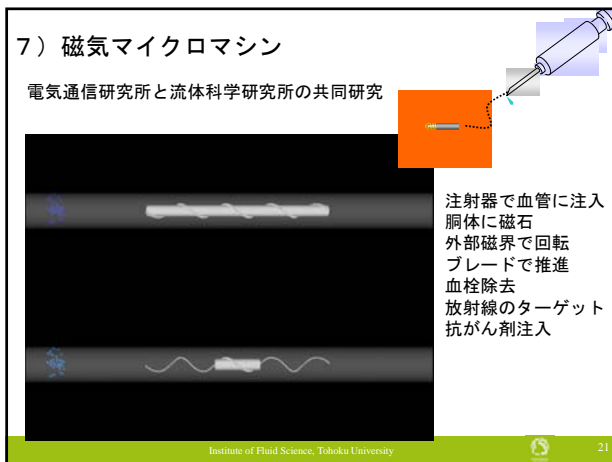 ７）磁気マイクロマシン
電気通信研究所と流体科学研究所の共同研究
注射器で血管に注入
胴体に磁石
外部磁界で回転
ブレードで推進
血栓除去
放射線のターゲット
抗がん剤注入
Institute of Fluid Science, Tohoku University
21